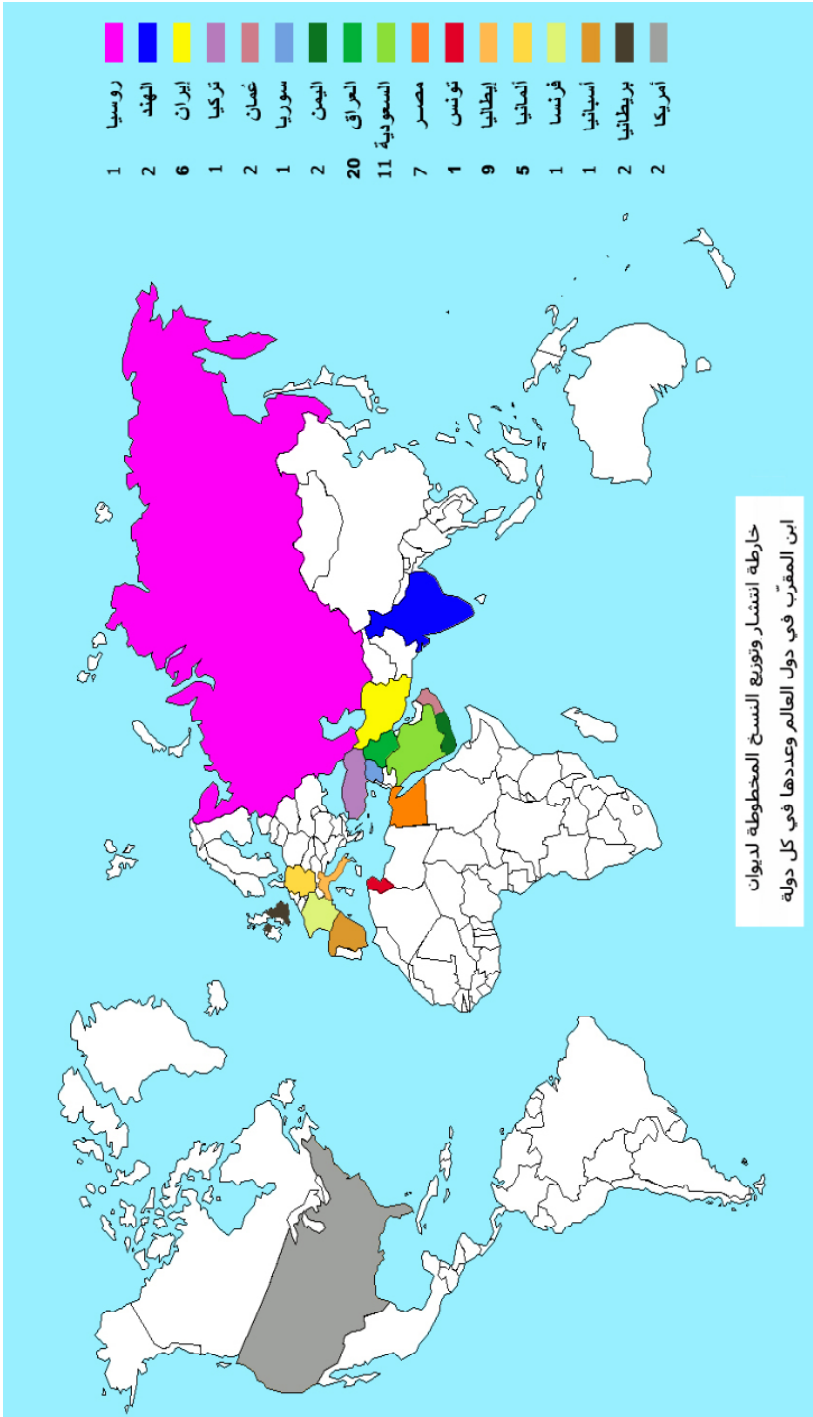 خارطة انتشار وتوزيع النسخ المخطوطة لديوان
ابن المقرّب في دول العالم وعددها في كل دولة
روسيا 1
الهند 2
إيران 6
تركيا 1
عُمان 2
سوريا 1
اليمن 2
العراق 20
السعودية 11
مصر 7
تونس 1
إيطاليا 9
ألمانيا 5
فرنسا 1
أسبانيا 1
بريطانيا 2
أمريكا 2